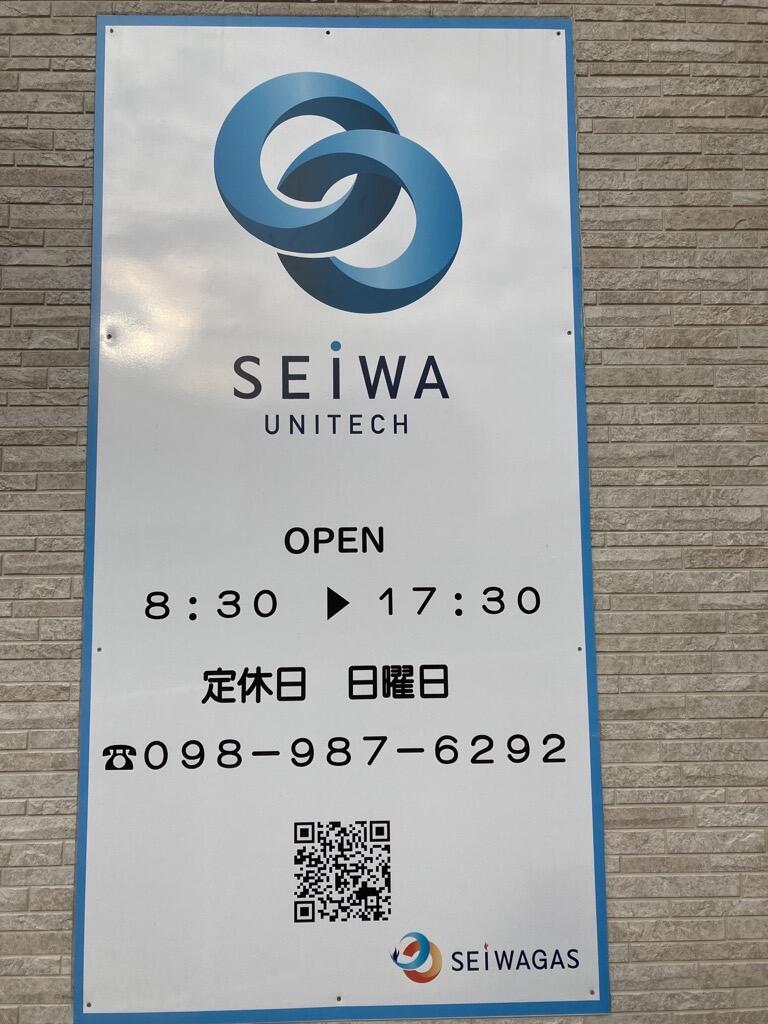 SEiWA
UNITECH
OPEN
8:30 ▶ 17:30
定休日 日曜日
☎098-987-6292
SEiWAGAS